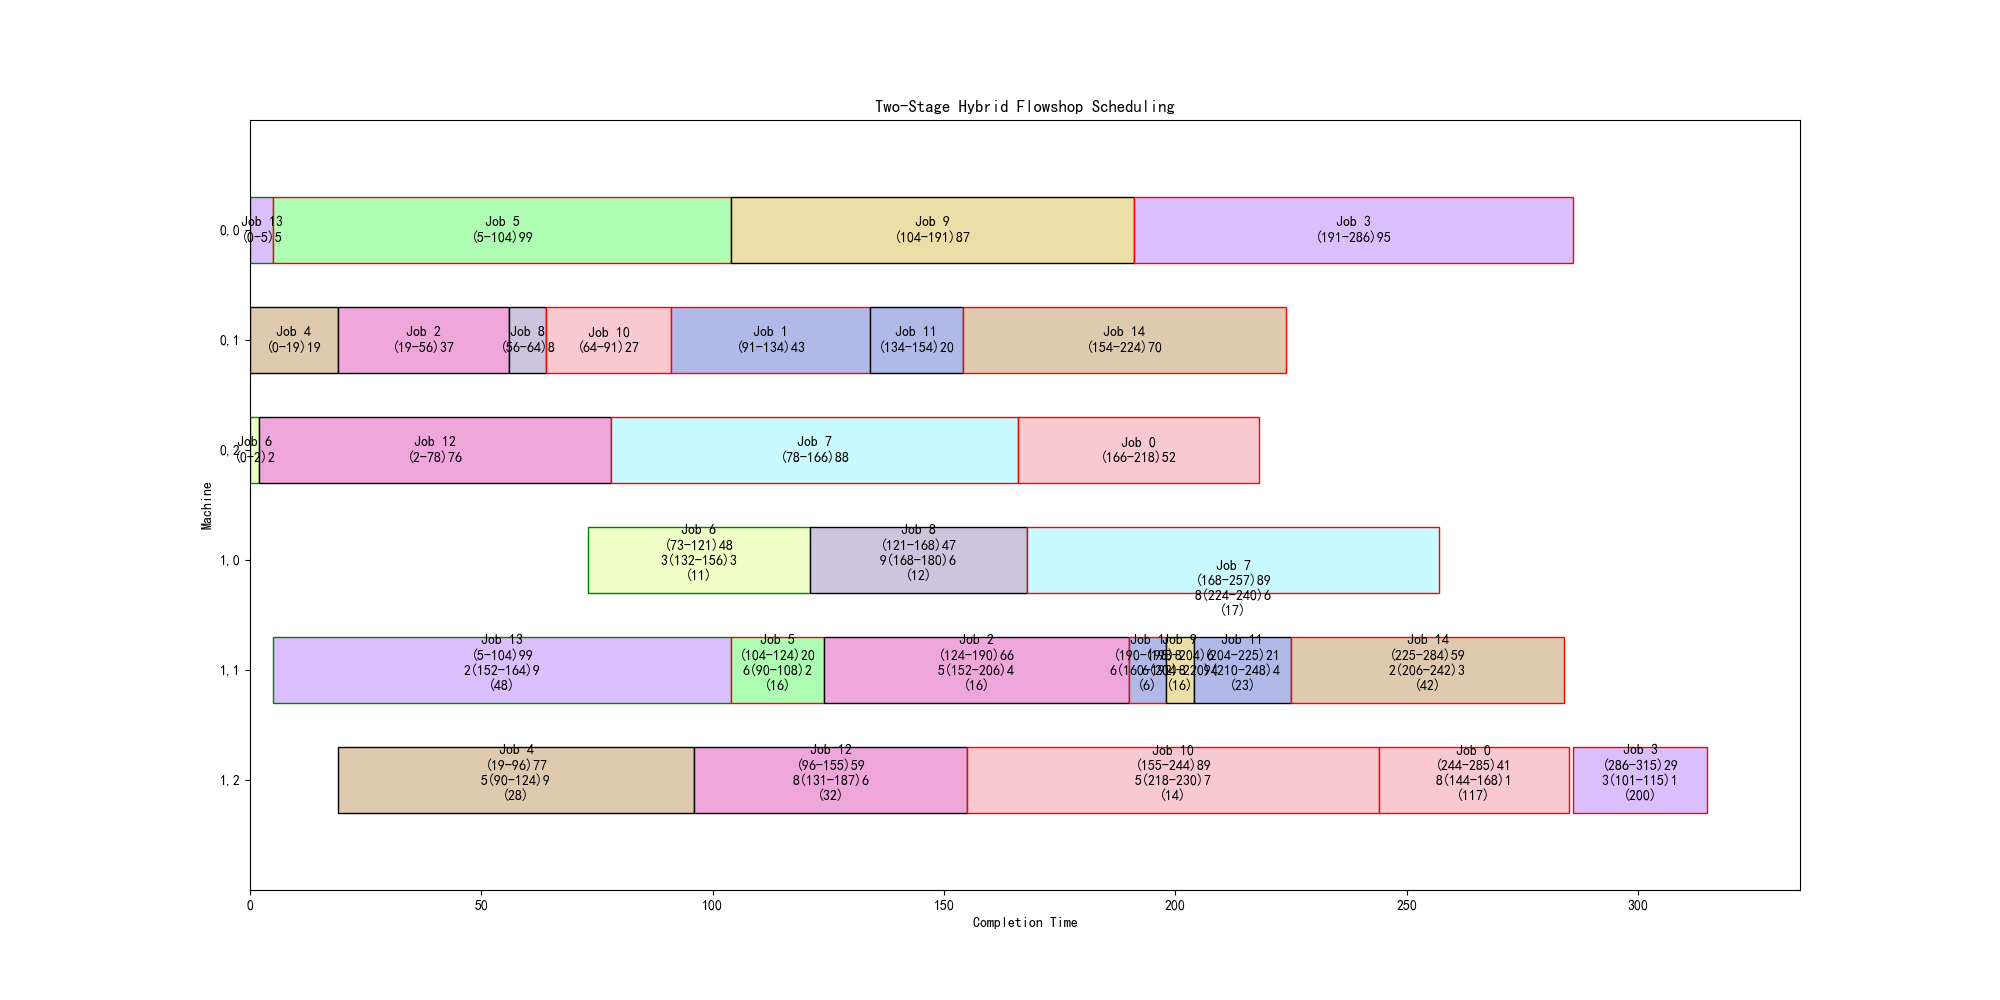 Two-Stage Hybrid Flowshop Scheduling
Machine
0,0
Job 13
(0-5)5
Job 5
(5-104)99
Job 9
(104-191)87
Job 3
(191-286)95
0,1
Job 4
(0-19)19
Job 2
(19-56)37
Job 8
(56-64)8
Job 10
(64-91)27
Job 1
(91-134)43
Job 11
(134-154)20
Job 14
(154-224)70
0,2
Job 6
(0-2)2
Job 12
(2-78)76
Job 7
(78-166)88
Job 0
(166-218)52
1,0
Job 6
(73-121)48
3(132-156)3
(11)
Job 8
(121-168)47
9(168-180)6
(12)
Job 7
(168-257)89
8(224-240)6
(17)
1,1
Job 13
(5-104)99
2(152-164)9
(48)
Job 5
(104-124)20
6(90-108)2
(16)
Job 2
(124-190)66
5(152-206)4
(16)
Job 1
(190-198)8
(6)
Job 9
(198-204)6
(16)
Job 11
(204-225)21
(210-248)4
(23)
Job 14
(225-284)59
2(206-242)3
(42)
1,2
Job 4
(19-96)77
5(90-124)9
(28)
Job 12
(96-155)59
8(131-187)6
(32)
Job 10
(155-244)89
5(218-230)7
(14)
Job 0
(244-285)41
8(144-168)1
(117)
Job 3
(286-315)29
3(101-115)1
(200)
0
50
100
150
200
250
300
Completion Time